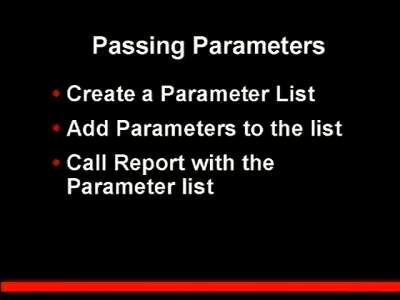 Passing Parameters
• Create a Parameter List
• Add Parameters to the list
• Call Report with the
Parameter list